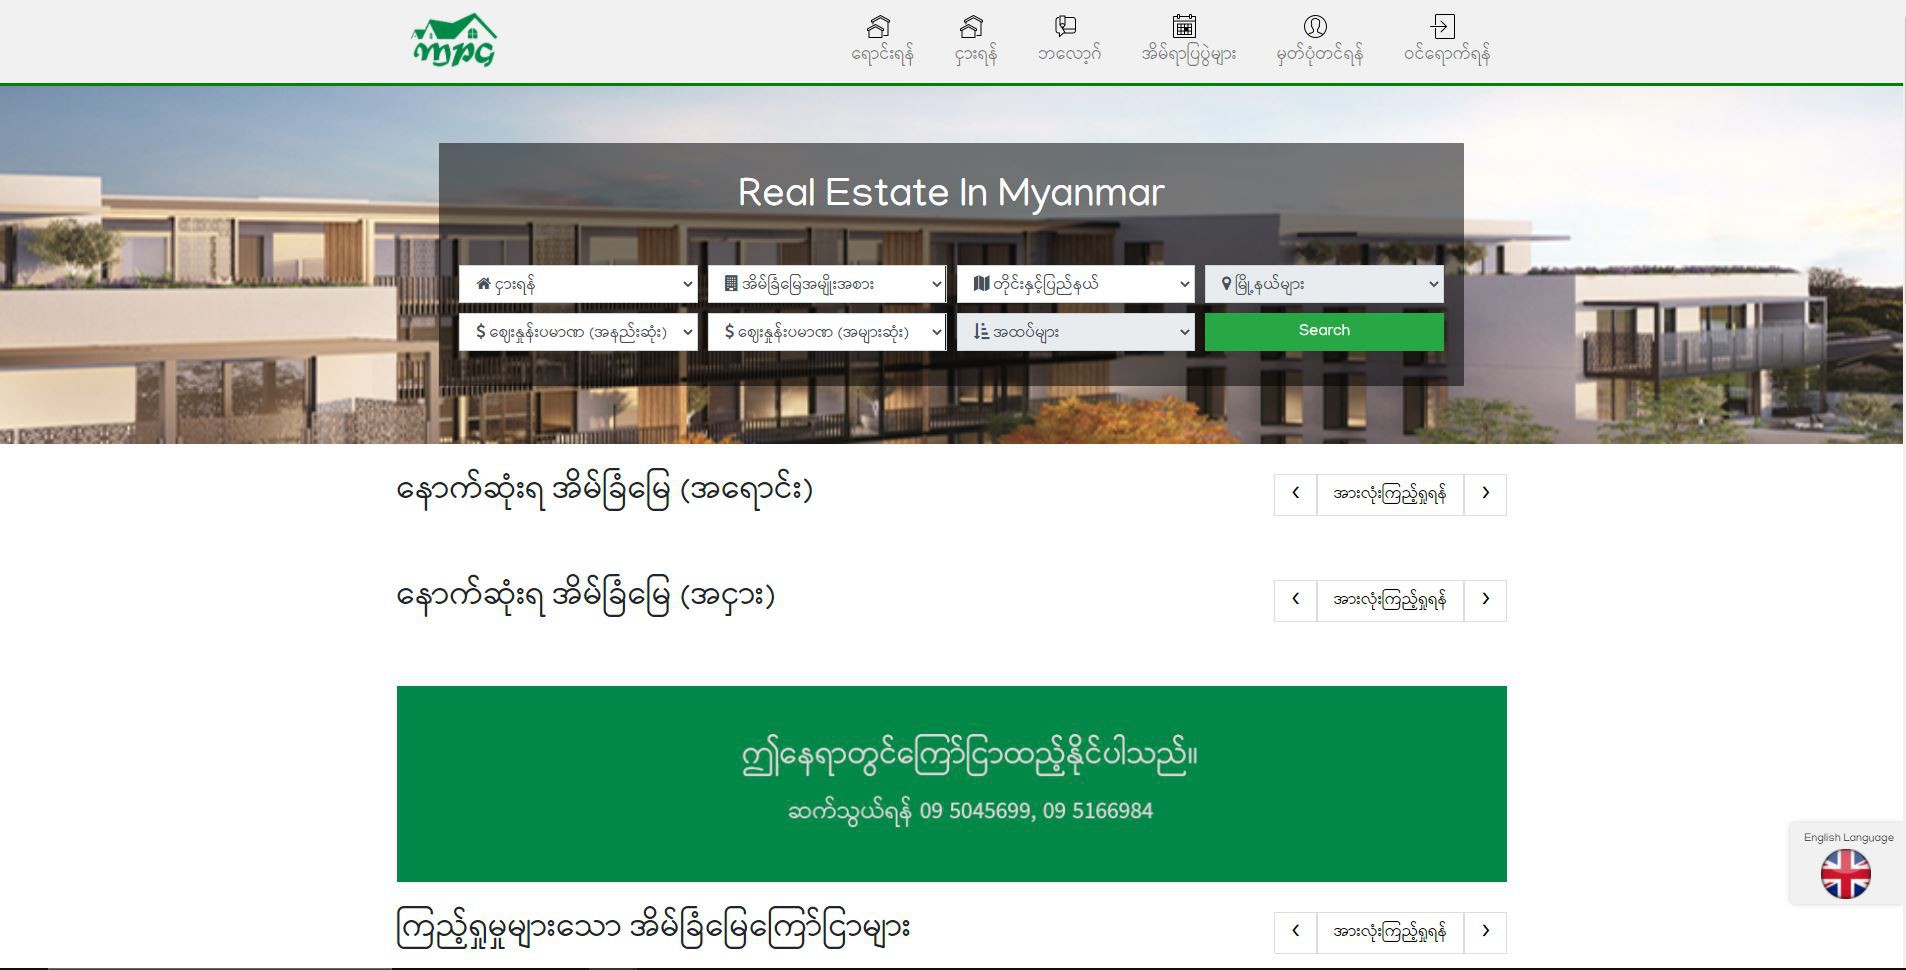 mpg
ရောင်းရန်
ငှားရန်
ဘလော့ဂ်
အိမ်ရာပြပွဲများ
မှတ်ပုံတင်ရန်
ဝင်ရောက်ရန်
Real Estate In Myanmar
ငှားရန်
အိမ်ခြံမြေအမျိုးအစား
တိုင်းနှင့်ပြည်နယ်
မြို့နယ်များ
$ ဈေးနှုန်းပမာဏ (အနည်းဆုံး)
$ ဈေးနှုန်းပမာဏ (အများဆုံး)
အထပ်များ
Search
နောက်ဆုံးရ အိမ်ခြံမြေ (အရောင်း)
အားလုံးကြည့်ရှုရန်
နောက်ဆုံးရ အိမ်ခြံမြေ (အငှား)
အားလုံးကြည့်ရှုရန်
ဤနေရာတွင်ကြော်ငြာထည့်နိုင်ပါသည်။
ဆက်သွယ်ရန် 09 5045699, 09 5166984
English Language
ကြည့်ရှုမှုများသော အိမ်ခြံမြေကြော်ငြာများ
အားလုံးကြည့်ရှုရန်